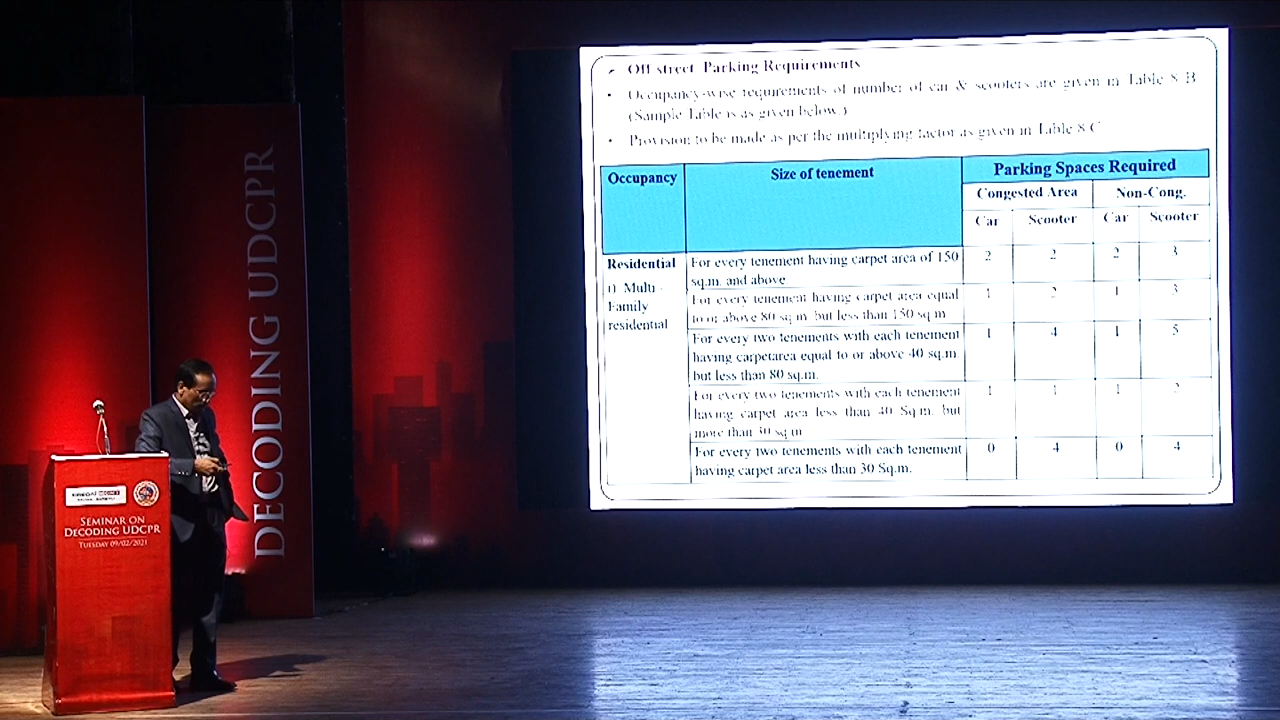 Off street Parking Requirements
• Occupancy-wise requirements of number of car & scooters are given in Table 8 B
(Sample Table is as given below.)
• Provision to be made as per the multiplying factor as given in Table 8 C
Occupancy Size of tenement Parking Spaces Required
Congested Area Non-Cong.
Car Scooter Car Scooter
Residential
i) Multi -
Family
residential
For every tenement having carpet area of 150
sq.m. and above
2 2 2 3
For every tenement having carpet area equal
to or above 80 sq.m. but less than 150 sq.m
1 2 1 3
For every two tenements with each tenement
having carpetarea equal to or above 40 sq.m.
but less than 80 sq.m.
1 4 1 5
For every two tenements with each tenement
having carpet area less than 40 Sq.m. but
more than 30 sq.m
1 1 2
For every two tenements with each tenement
having carpet area less than 30 Sq.m.
0 4 0 4
DECODING UDCPR
SEMINAR ON
DECODING UDCPR
TUESDAY 09/02/2021